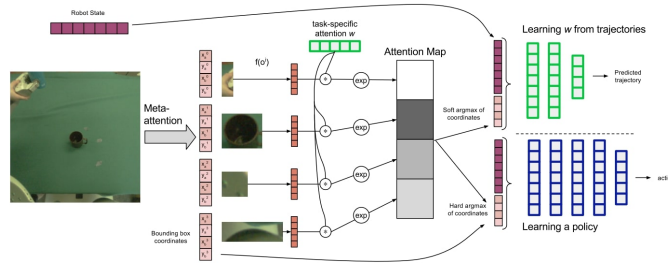 Robot State
task-specific
attention w
Learning w from trajectories
f(oⁱ)
Attention Map
exp
Predicted
trajectory
Meta-
attention
Soft argmax of
coordinates
exp
*
*
exp
acti
Hard argmax
of coordinates
*
exp
*
Bounding box
coordinates
Learning a policy